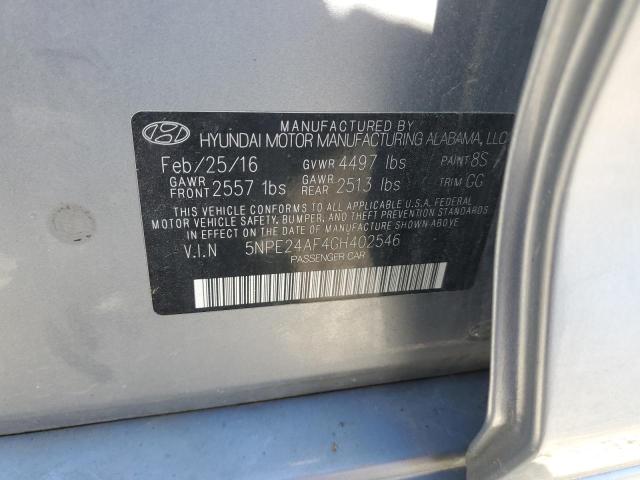 MANUFACTURED BY
HYUNDAI MOTOR MANUFACTURING ALABAMA, LLC
Feb/25/16 GVWR 4497 lbs PAINT 8S
GAWR FRONT 2557 lbs GAWR REAR 2513 lbs TRIM GG
THIS VEHICLE CONFORMS TO ALL APPLICABLE U.S.A. FEDERAL
MOTOR VEHICLE SAFETY, BUMPER, AND THEFT PREVENTION STANDARDS
IN EFFECT ON THE DATE OF MANUFACTURE SHOWN ABOVE.
V.I.N 5NPE24AF4GH402546
PASSENGER CAR